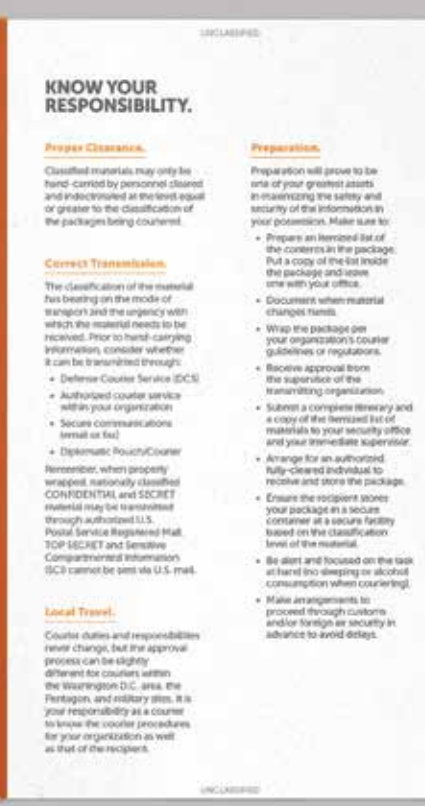 UNCLASSIFIED
KNOW YOUR
RESPONSIBILITY.
Proper Clearance.
Classified materials may only be
hand-carried by personnel cleared
and indoctrinated at the level equal
or greater to the classification of
the packages being couriered.
Correct Transmission.
The classification of the material
has bearing on the mode of
transport and the urgency with
which the material needs to be
received. Prior to hand-carrying
information, consider whether
it can be transmitted through:
• Defense Courier Service (DCS)
• Authorized courier service
within your organization
• Secure communications
(email or fax)
• Diplomatic Pouch/Courier
Remember, when properly
wrapped, nationally classified
CONFIDENTIAL and SECRET
material may be transmitted
through authorized U.S.
Postal Service Registered Mail.
TOP SECRET and Sensitive
Compartmented Information
(SCI) cannot be sent via U.S. mail.
Local Travel.
Courier duties and responsibilities
never change, but the approval
process can be slightly
different for couriers within
the Washington D.C. area, the
Pentagon, and military sites. It is
your responsibility as a courier
to know the courier procedures
for your organization as well
as that of the recipient.
Preparation.
Preparation will prove to be
one of your greatest assets
in maximizing the safety and
security of the information in
your possession. Make sure to:
• Prepare an itemized list of
the contents in the package.
Put a copy of the list inside
the package and leave
one with your office.
• Document when material
changes hands.
• Wrap the package per
your organization's courier
guidelines or regulations.
• Receive approval from
the supervisor of the
transmitting organization.
• Submit a complete itinerary and
a copy of the itemized list of
materials to your security office
and your immediate supervisor.
• Arrange for an authorized,
fully-cleared individual to
receive and store the package.
• Ensure the recipient stores
your package in a secure
container at a secure facility
based on the classification
level of the material.
• Be alert and focused on the task
at hand (no sleeping or alcohol
consumption when couriering).
• Make arrangements to
proceed through customs
and/or foreign air security in
advance to avoid delays.
UNCLASSIFIED